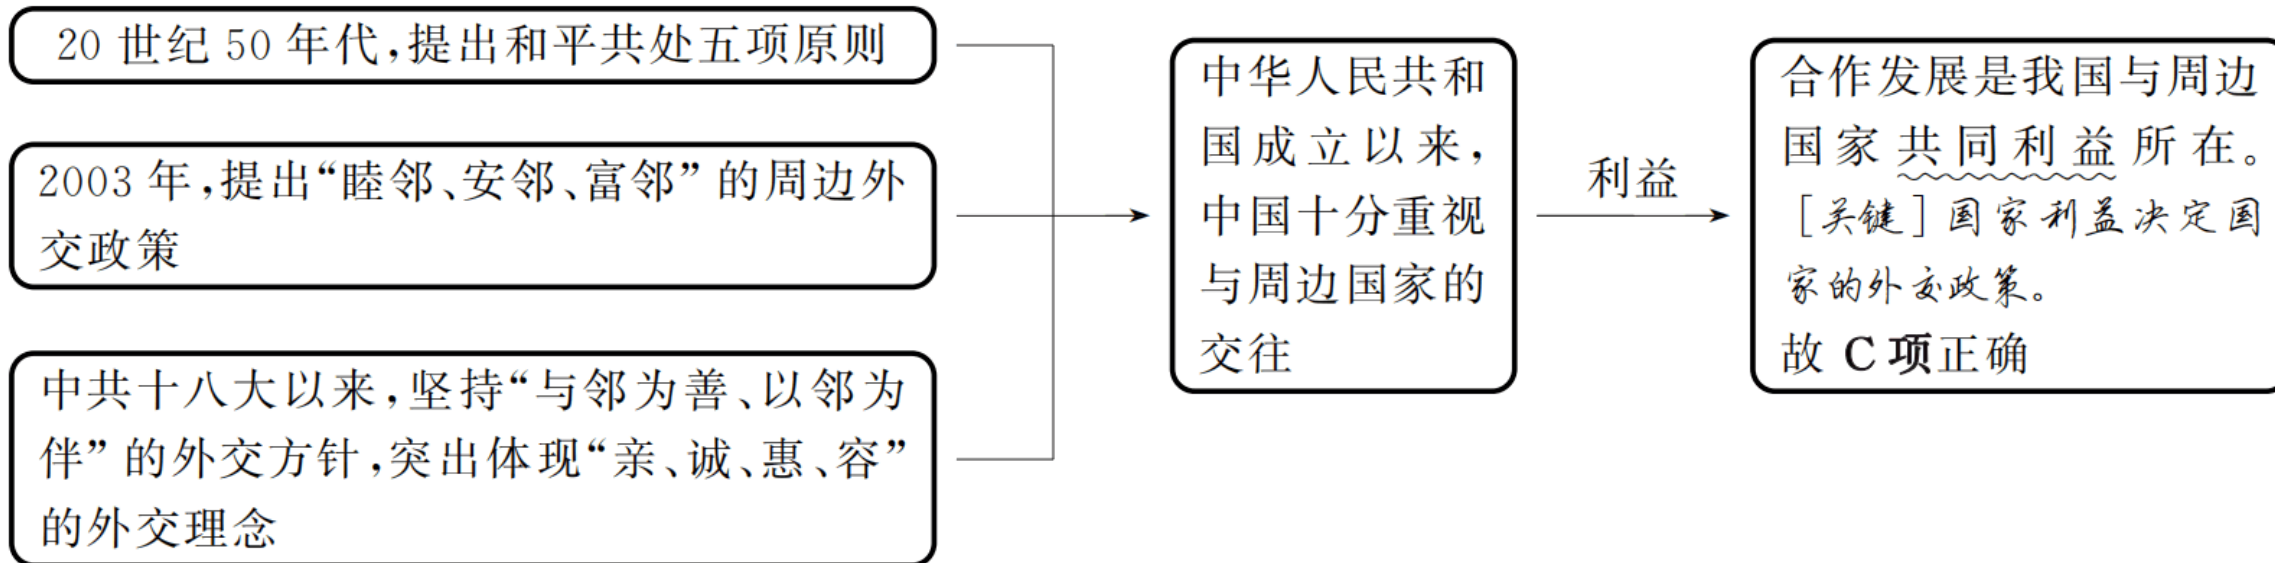 20 世纪 50 年代，提出和平共处五项原则
2003 年，提出“睦邻、安邻、富邻”的周边外
交政策
中共十八大以来，坚持“与邻为善、以邻为
伴”的外交方针，突出体现“亲、诚、惠、容”
的外交理念
中华人民共和
国成立以来，
中国十分重视
与周边国家的
交往
利益
合作发展是我国与周边
国家共同利益所在。
［关键］国家利益决定国
家的外交政策。
故 C 项正确